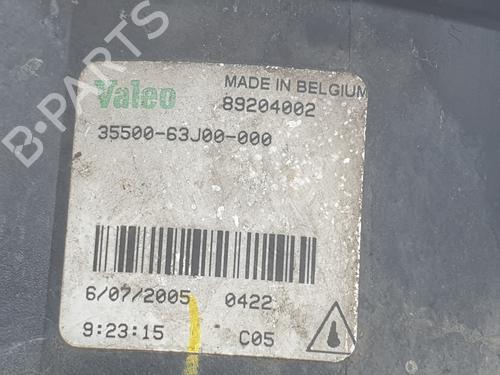 B-PARTS
Valeo
MADE IN BELGIUM
89204002
35500-63J00-000
6/07/2005 0422
9:23:15 C05